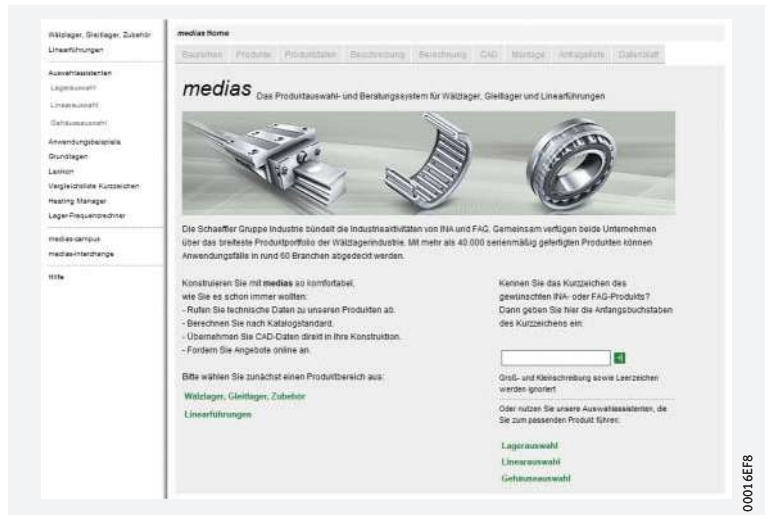 Wälzlager, Gleitlager, Zubehör
Linearführungen
Auswahlassistenten
Lagerauswahl
Linearauswahl
Gehäuseauswahl
Anwendungsbeispiele
Grundlagen
Lexikon
Vergleichsliste Kurzzeichen
Heating Manager
Lager-Frequenzrechner
medias-campus
medias-interchange
Hilfe
medias Home
Baureihen Produkte Produktdaten Beschreibung Berechnung CAD Montage Anfrageliste Datenblatt
medias Das Produktauswahl- und Beratungssystem für Wälzlager, Gleitlager und Linearführungen
Die Schaeffler Gruppe Industrie bündelt die Industrieaktivitäten von INA und FAG. Gemeinsam verfügen beide Unternehmen
über das breiteste Produktportfolio der Wälzlagerindustrie. Mit mehr als 40.000 serienmäßig gefertigten Produkten können
Anwendungsfälle in rund 60 Branchen abgedeckt werden.
Konstruieren Sie mit medias so komfortabel,
wie Sie es schon immer wollten:
- Rufen Sie technische Daten zu unseren Produkten ab.
- Berechnen Sie nach Katalogstandard.
- Übernehmen Sie CAD-Daten direkt in Ihre Konstruktion.
- Fordern Sie Angebote online an.
Bitte wählen Sie zunächst einen Produktbereich aus:
Wälzlager, Gleitlager, Zubehör
Linearführungen
Kennen Sie das Kurzzeichen des
gewünschten INA- oder FAG-Produkts?
Dann geben Sie hier die Anfangsbuchstaben
des Kurzzeichens ein:
Groß- und Kleinschreibung sowie Leerzeichen
werden ignoriert
Oder nutzen Sie unsere Auswahlassistenten, die
Sie zum passenden Produkt führen:
Lagerauswahl
Linearauswahl
Gehäuseauswahl
00016EF8